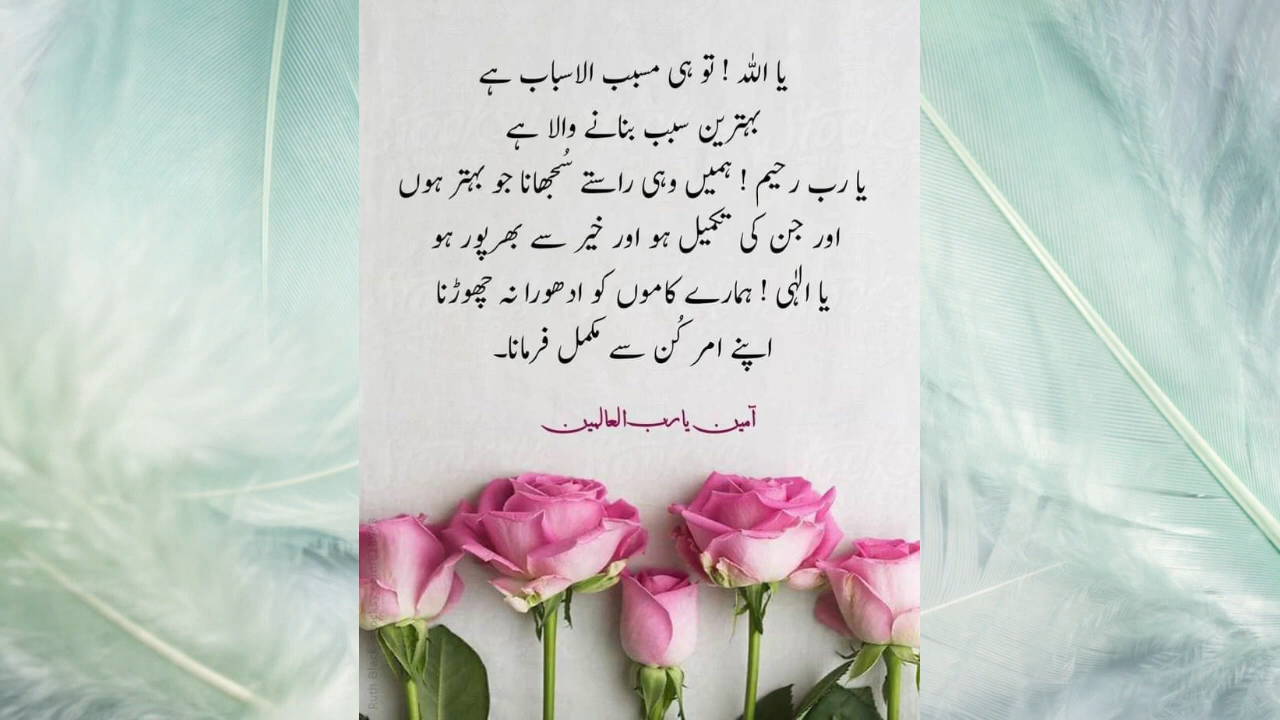 یا اللہ ! تو ہی مسبب الاسباب ہے
بہترین سبب بنانے والا ہے
یا رب رحیم ! ہمیں وہی راستے سُجھانا جو بہتر ہوں
اور جن کی تکمیل ہو اور خیر سے بھرپور ہو
یا الٰہی ! ہمارے کاموں کو ادھورا نہ چھوڑنا
اپنے امر کُن سے مکمل فرمانا۔
آمین یا رب العالمین